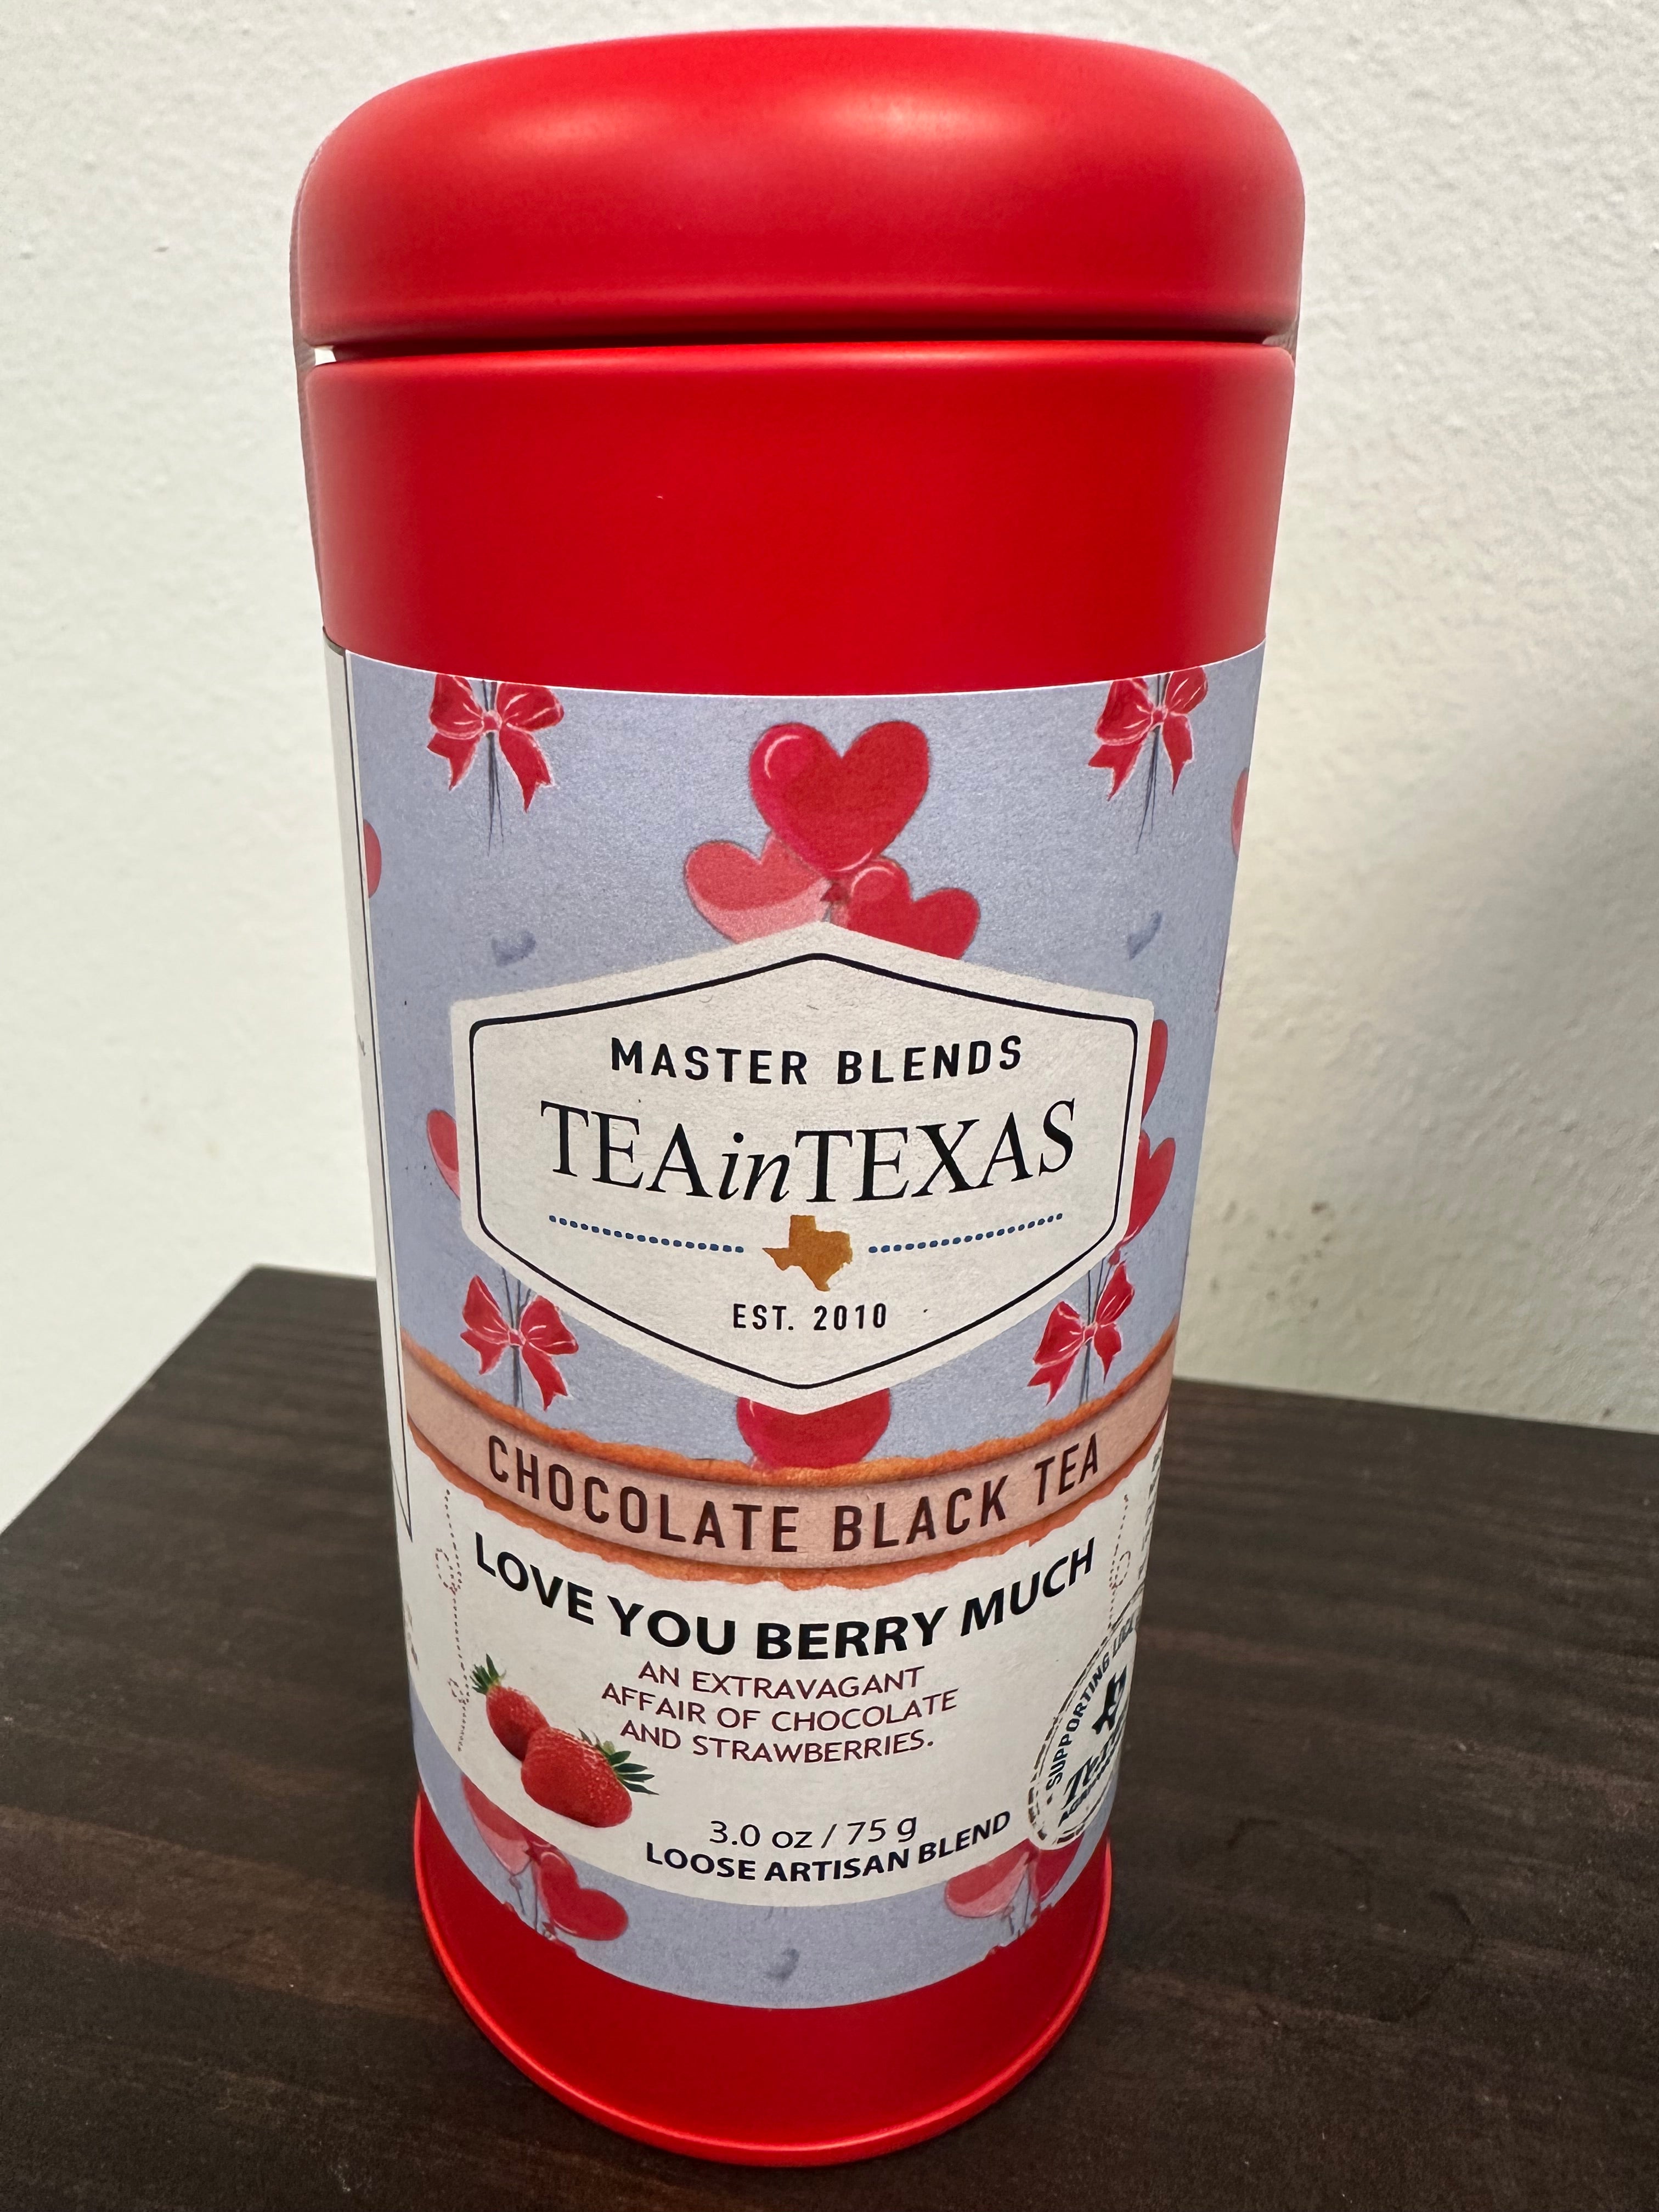 MASTER BLENDS
TEAinTEXAS
EST. 2010
CHOCOLATE BLACK TEA
LOVE YOU BERRY MUCH
AN EXTRAVAGANT
AFFAIR OF CHOCOLATE
AND STRAWBERRIES.
3.0 oz / 75 g
LOOSE ARTISAN BLEND
SUPPORTING